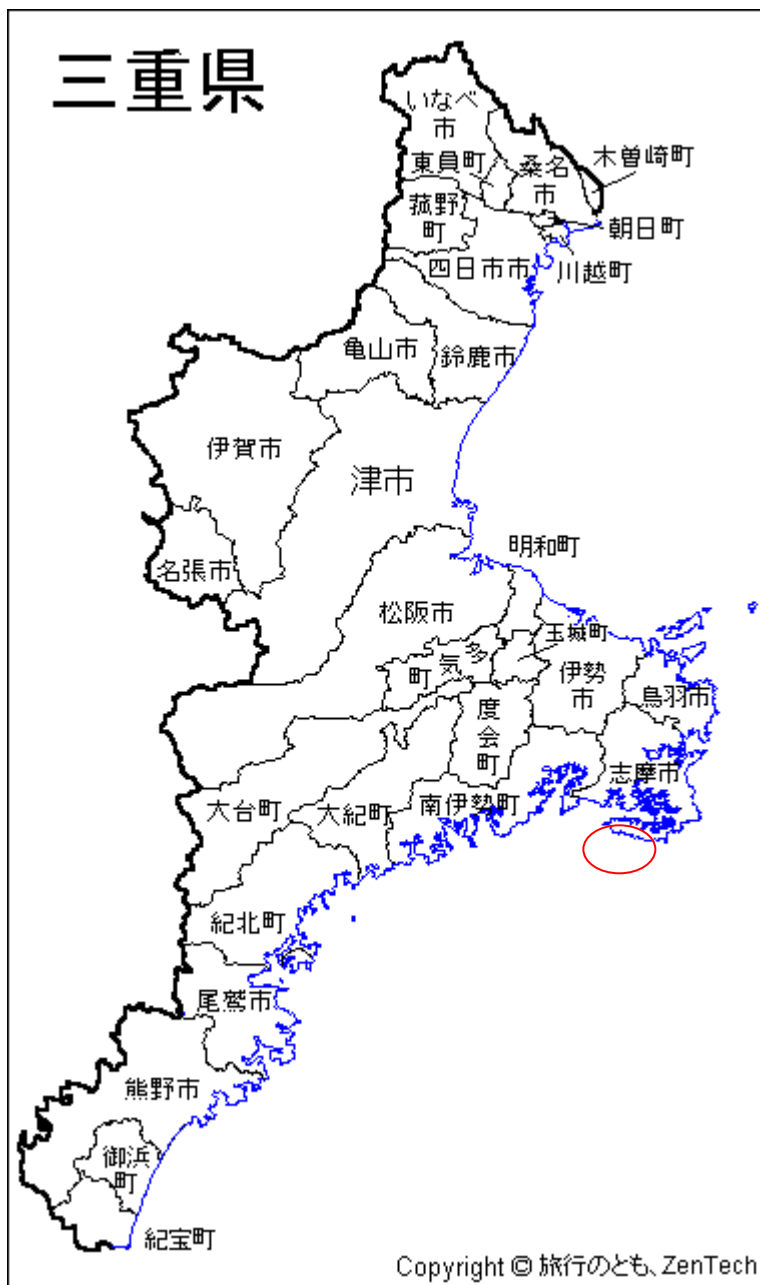 三重県
いなべ
市
東員町
桑名
市
木曽崎町
菰野
町
朝日町
四日市市
川越町
亀山市
鈴鹿市
伊賀市
津市
名張市
明和町
松阪市
玉城町
多
気
町
伊勢
市
鳥羽市
度
会
町
志摩市
大台町
大紀町
南伊勢町
紀北町
尾鷲市
熊野市
御浜
町
紀宝町
Copyright © 旅行のとも、ZenTech